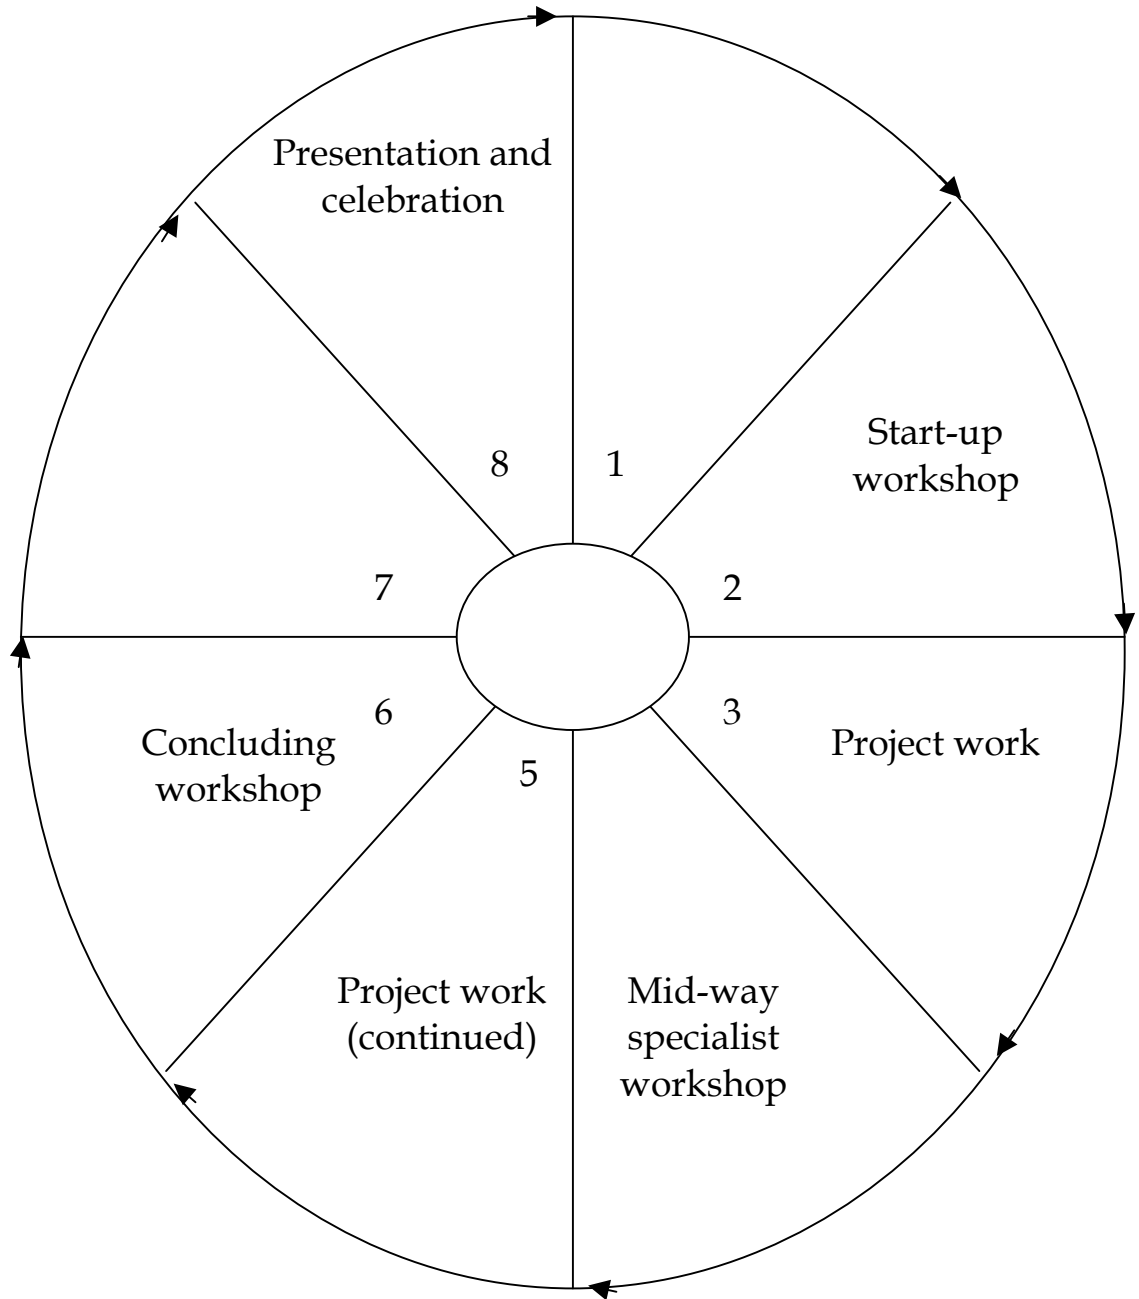 Presentation and
celebration
8
1
Start-up
workshop
7
2
6
3
Concluding
workshop
Project work
5
Project work
(continued)
Mid-way
specialist
workshop